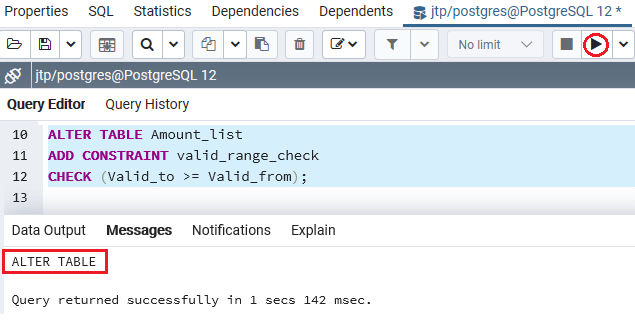 Properties SQL Statistics Dependencies Dependents jtp/postgres@PostgreSQL 12 *
No limit
jtp/postgres@PostgreSQL 12
Query Editor Query History
10 ALTER TABLE Amount_list
11 ADD CONSTRAINT valid_range_check
12 CHECK (Valid_to >= Valid_from);
13
Data Output Messages Notifications Explain
ALTER TABLE
Query returned successfully in 1 secs 142 msec.